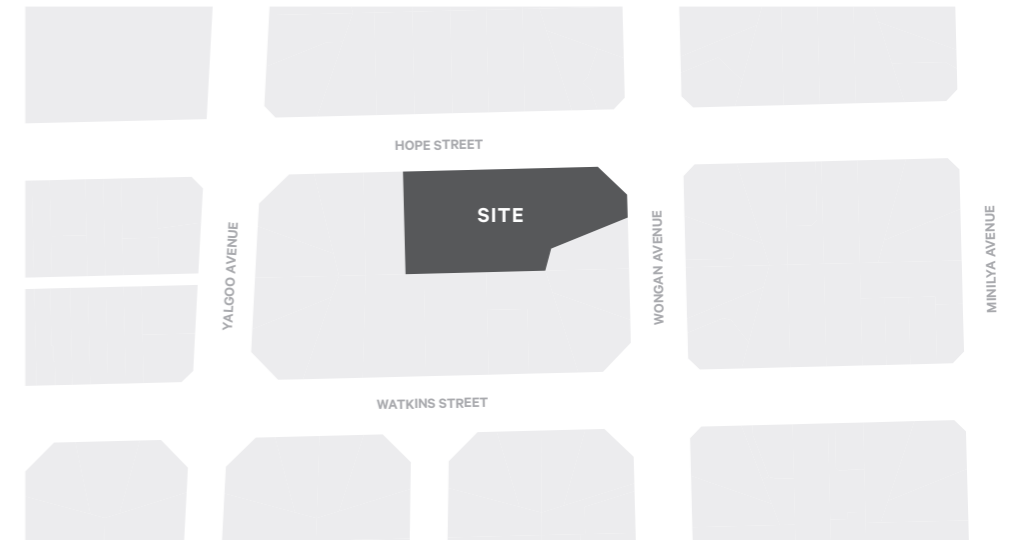 HOPE STREET
SITE
YALGOO AVENUE
WONGAN AVENUE
MINILYA AVENUE
WATKINS STREET